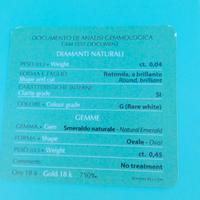 DOCUMENTO DI ANALISI GEMMOLOGICA
GEM TEST DOCUMENT
DIAMANTI NATURALI
PESO • Weight ct. 0,04
FORMA E TAGLIO Rotonda, a brillante
Shape and cut Round, brilliant
CARATTERISTICHE INTERNE
Clarity grade SI
COLORE • Colour grade G (Rare white)
GEMME
GEMMA • Gem Smeraldo naturale - Natural Emerald
FORMA • Shape Ovale - Oval
PESO • Weight ct. 0,45
Comments: No treatment
Oro 18 k - Gold 18 k 750‰